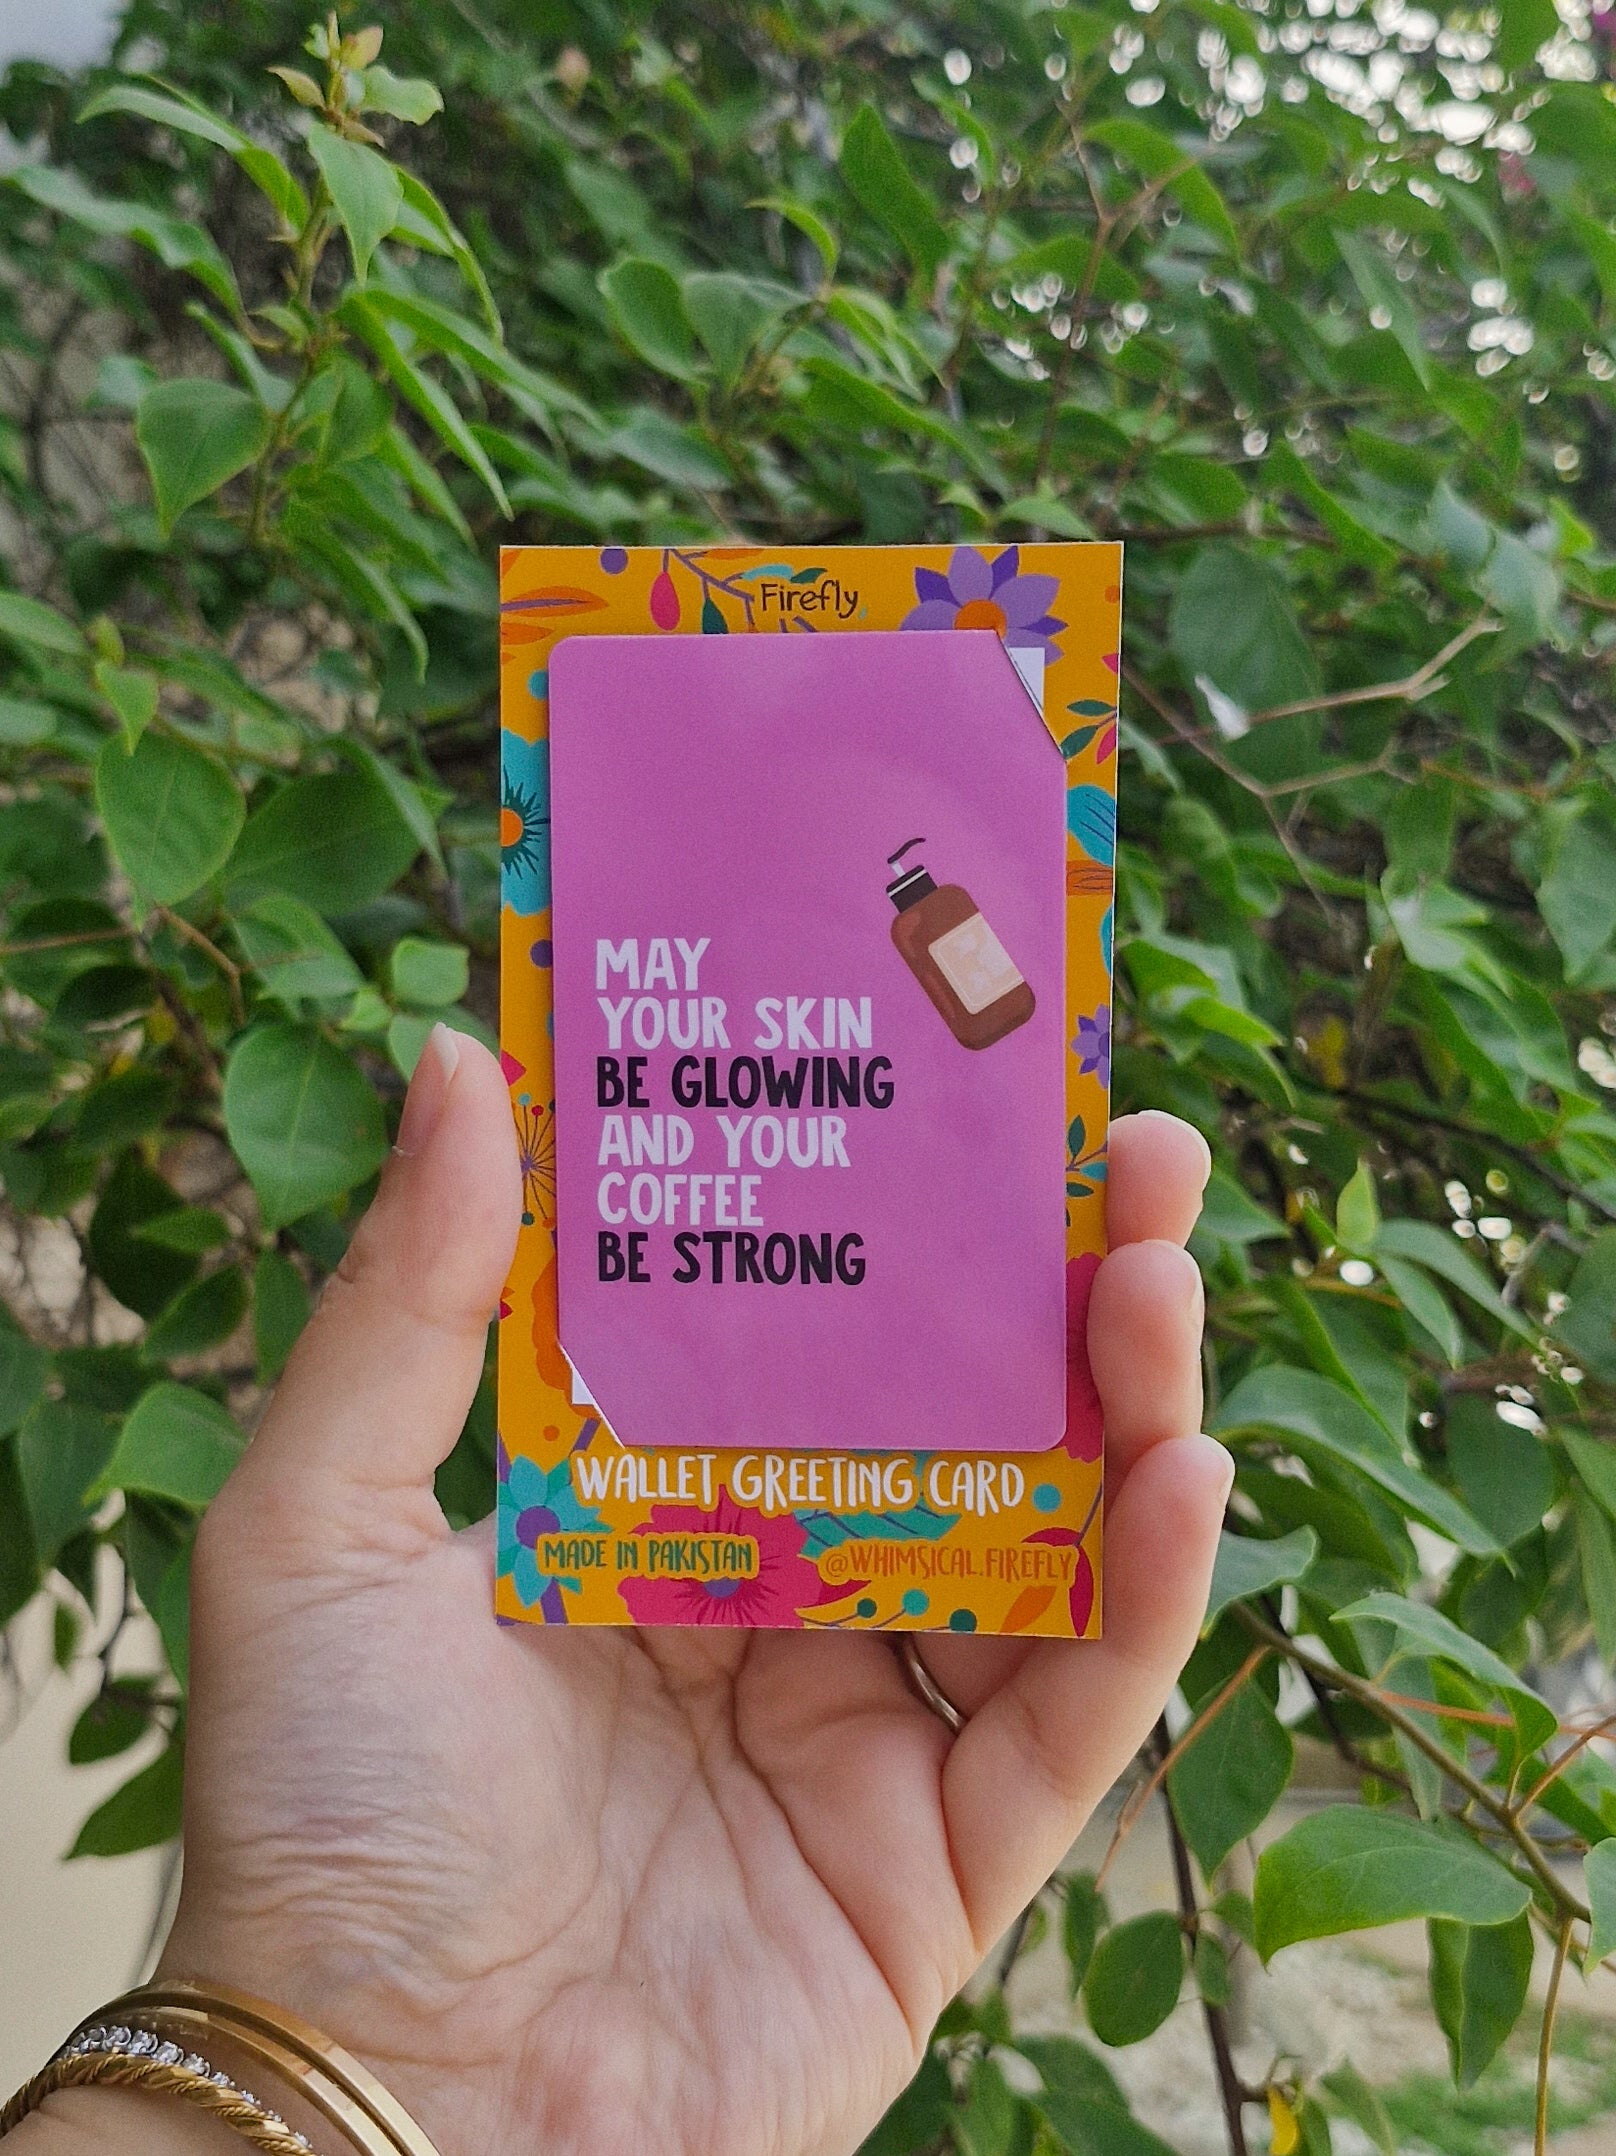 Firefly
MAY
YOUR SKIN
BE GLOWING
AND YOUR
COFFEE
BE STRONG
WALLET GREETING CARD
MADE IN PAKISTAN
@WHIMSICAL.FIREFLY